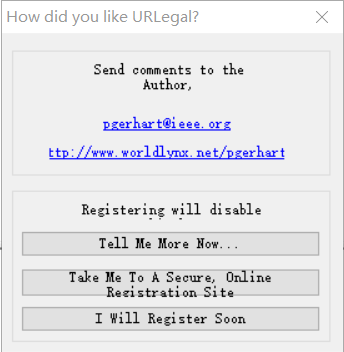 How did you like URLegal?
Send comments to the
Author,
pgerhart@ieee.org
ttp://www.worldlynx.net/pgerhart
Registering will disable
Tell Me More Now...
Take Me To A Secure, Online
Registration Site
I Will Register Soon